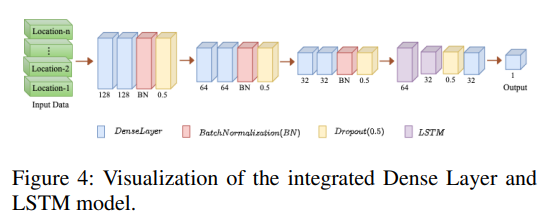 Location-n
⋮
Location-2
Location-1
Input Data
128 128 BN 0.5
64 64 BN 0.5
32 32 BN 0.5
64 32 0.5 32
1
Output
DenseLayer BatchNormalization(BN) Dropout(0.5) LSTM
Figure 4: Visualization of the integrated Dense Layer and
LSTM model.